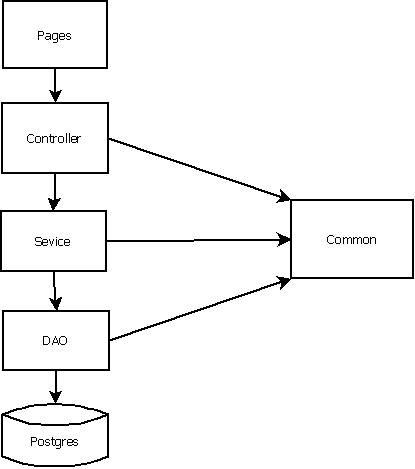 Pages
Controller
Sevice
Common
DAO
Postgres